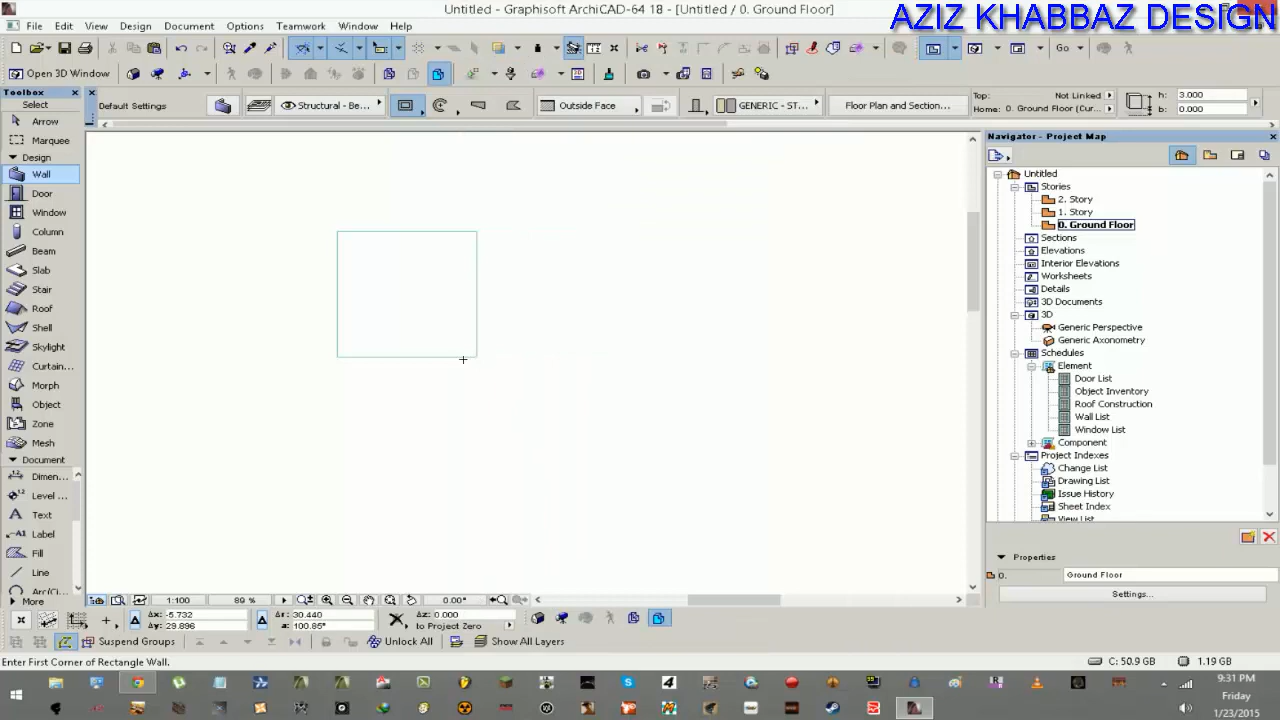 Untitled - Graphisoft ArchiCAD-64 18 - [Untitled / 0. Ground Floor]
AZIZ KHABBAZ DESIGN
File Edit View Design Document Options Teamwork Window Help
Go
Open 3D Window
Toolbox
Select
Arrow
Marquee
Design
Wall
Door
Window
Column
Beam
Slab
Stair
Roof
Shell
Skylight
Curtain...
Morph
Object
Zone
Mesh
Document
Dimen...
Level ...
Text
Label
Fill
Line
Arc/Ci...
More
Default Settings
Structural - Be...
Outside Face
GENERIC - ST...
Floor Plan and Section...
Top: Not Linked
Home: 0. Ground Floor (Cur...
h: 3.000
b: 0.000
Navigator - Project Map
Untitled
Stories
2. Story
1. Story
0. Ground Floor
Sections
Elevations
Interior Elevations
Worksheets
Details
3D Documents
3D
Generic Perspective
Generic Axonometry
Schedules
Element
Door List
Object Inventory
Roof Construction
Wall List
Window List
Component
Project Indexes
Change List
Drawing List
Issue History
Sheet Index
View List
Properties
0. Ground Floor
Settings...
1:100 89 % 0.00°
Δx: -5.732
Δy: 29.896
Δr: 30.440
a: 100.85°
Δz: 0.000
to Project Zero
Suspend Groups
Unlock All
Show All Layers
Enter First Corner of Rectangle Wall.
C: 50.9 GB
1.19 GB
9:31 PM
Friday
1/23/2015